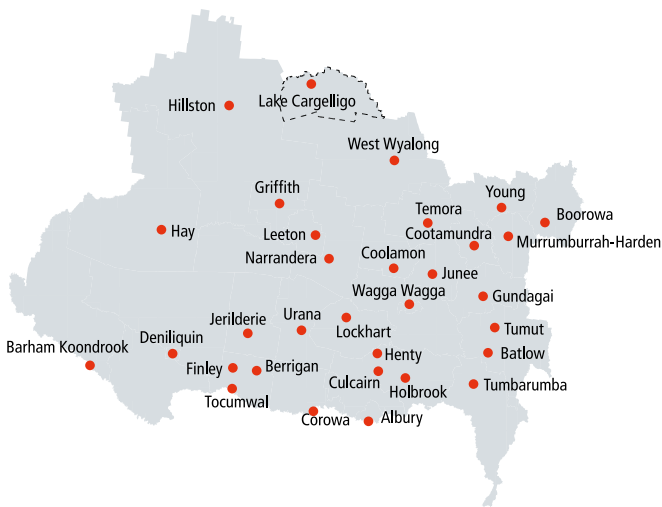 Lake Cargelligo
Hillston
West Wyalong
Griffith
Young
Temora
Boorowa
Hay
Leeton
Cootamundra
Murrumburrah-Harden
Narrandera
Coolamon
Junee
Wagga Wagga
Gundagai
Urana
Jerilderie
Lockhart
Tumut
Barham Koondrook
Deniliquin
Henty
Batlow
Finley
Berrigan
Culcairn
Holbrook
Tumbarumba
Tocumwal
Corowa
Albury